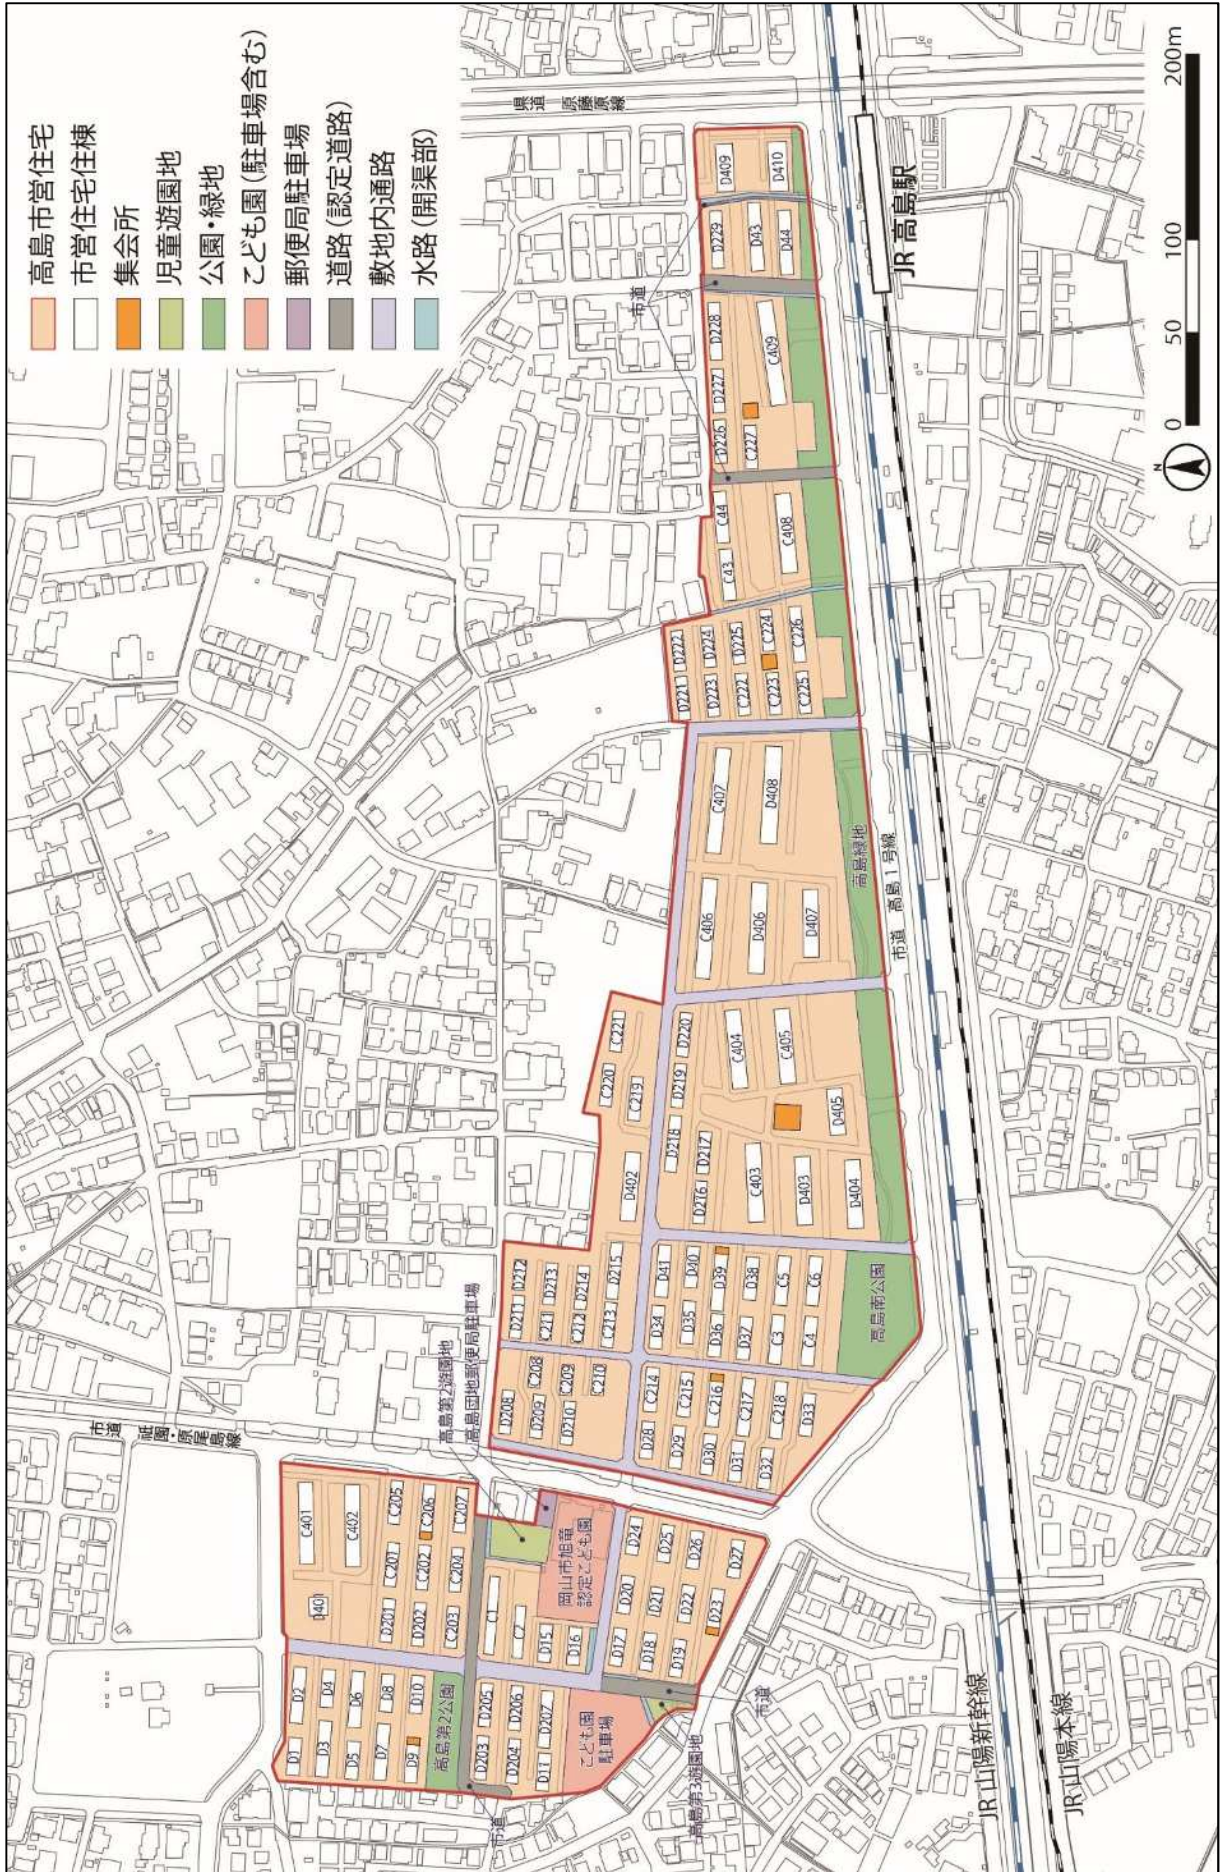 高島市営住宅
市営住宅住棟
集会所
児童遊園地
公園・緑地
こども園（駐車場含む）
郵便局駐車場
道路（認定道路）
敷地内通路
水路（開渠部）
県道　原藤原線
市道　祇園・原尾島線
市道
市道
市道
市道　高島1号線
JR高島駅
JR山陽新幹線
JR山陽本線
高島緑地
高島南公園
高島第2公園
高島第2遊園地
高島団地郵便局駐車場
高島第3遊園地
岡山市旭竜
認定こども園
こども園
駐車場
N
0
50
100
200m
D1
D2
D3
D4
D5
D6
D7
D8
D9
D10
D401
C401
C402
D201
C201
C205
D202
C202
C206
C203
C204
C207
D203
D205
D204
D206
D11
D207
C1
C2
D15
D16
D17
D20
D24
D18
D21
D25
D19
D22
D26
D23
D27
D208
C208
D209
C209
D210
C210
D211
D212
C211
D213
C212
D214
C213
D215
D28
C214
D29
C215
D30
C216
D31
C217
D32
C218
D33
D34
D41
D35
D40
D36
D39
D37
D38
C3
C5
C4
C6
D402
C219
C220
C221
D216
D217
D218
D219
D220
C403
C404
D403
C405
D404
D405
C406
C407
D406
D408
D407
D221
D222
D223
D224
C222
D225
C223
C224
C225
C226
C43
C44
C408
D226
D227
D228
C227
C409
D229
D43
D44
D409
D410